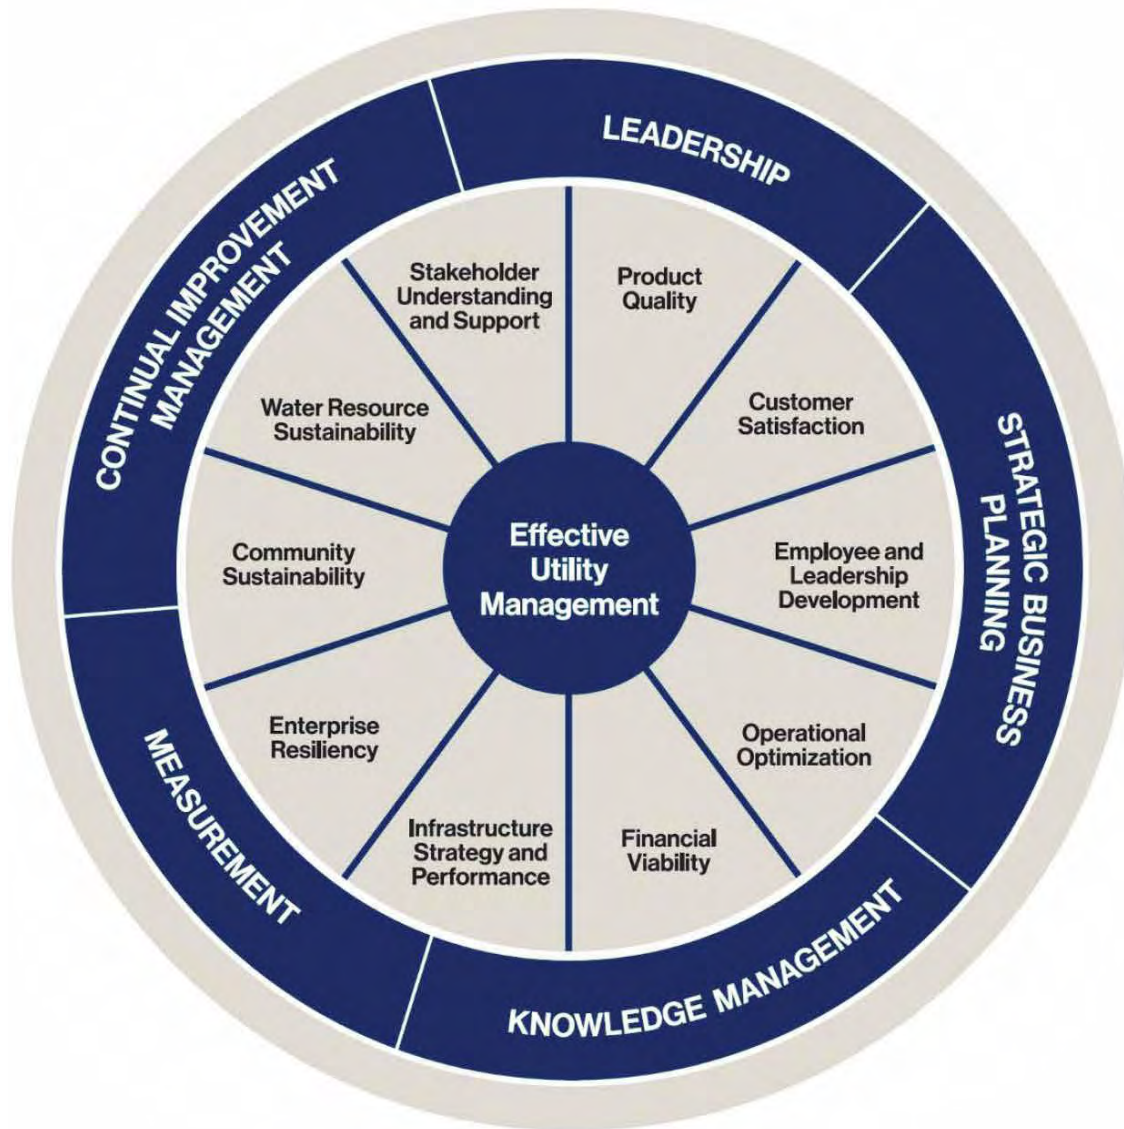 LEADERSHIP
STRATEGIC BUSINESS
PLANNING
KNOWLEDGE MANAGEMENT
MEASUREMENT
CONTINUAL IMPROVEMENT
MANAGEMENT
Product
Quality
Customer
Satisfaction
Employee and
Leadership
Development
Operational
Optimization
Financial
Viability
Infrastructure
Strategy and
Performance
Enterprise
Resiliency
Community
Sustainability
Water Resource
Sustainability
Stakeholder
Understanding
and Support
Effective
Utility
Management